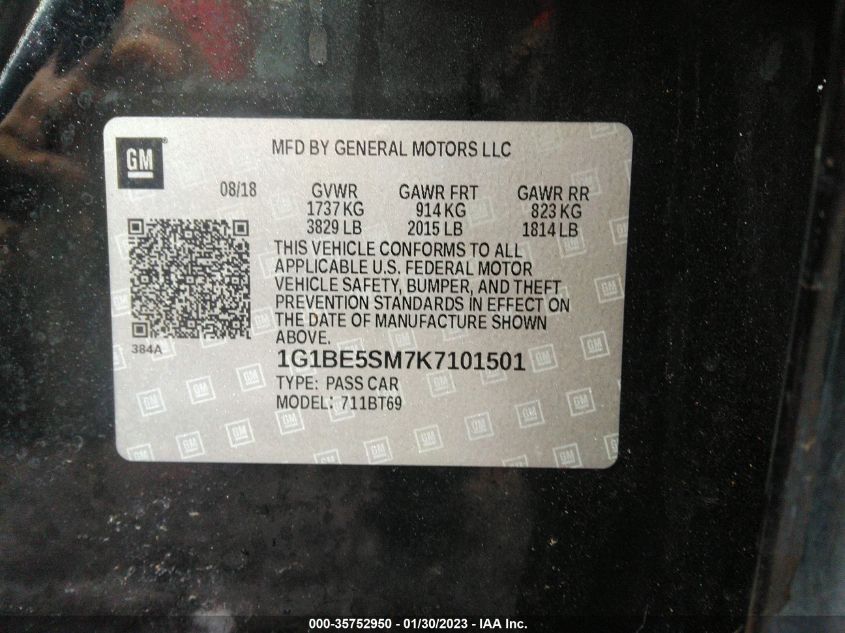 GM
MFD BY GENERAL MOTORS LLC
08/18 GVWR GAWR FRT GAWR RR
1737 KG 914 KG 823 KG
3829 LB 2015 LB 1814 LB
THIS VEHICLE CONFORMS TO ALL
APPLICABLE U.S. FEDERAL MOTOR
VEHICLE SAFETY, BUMPER, AND THEFT
PREVENTION STANDARDS IN EFFECT ON
THE DATE OF MANUFACTURE SHOWN
ABOVE.
384A
1G1BE5SM7K7101501
TYPE: PASS CAR
MODEL: 711BT69
000-35752950 - 01/30/2023 - IAA Inc.